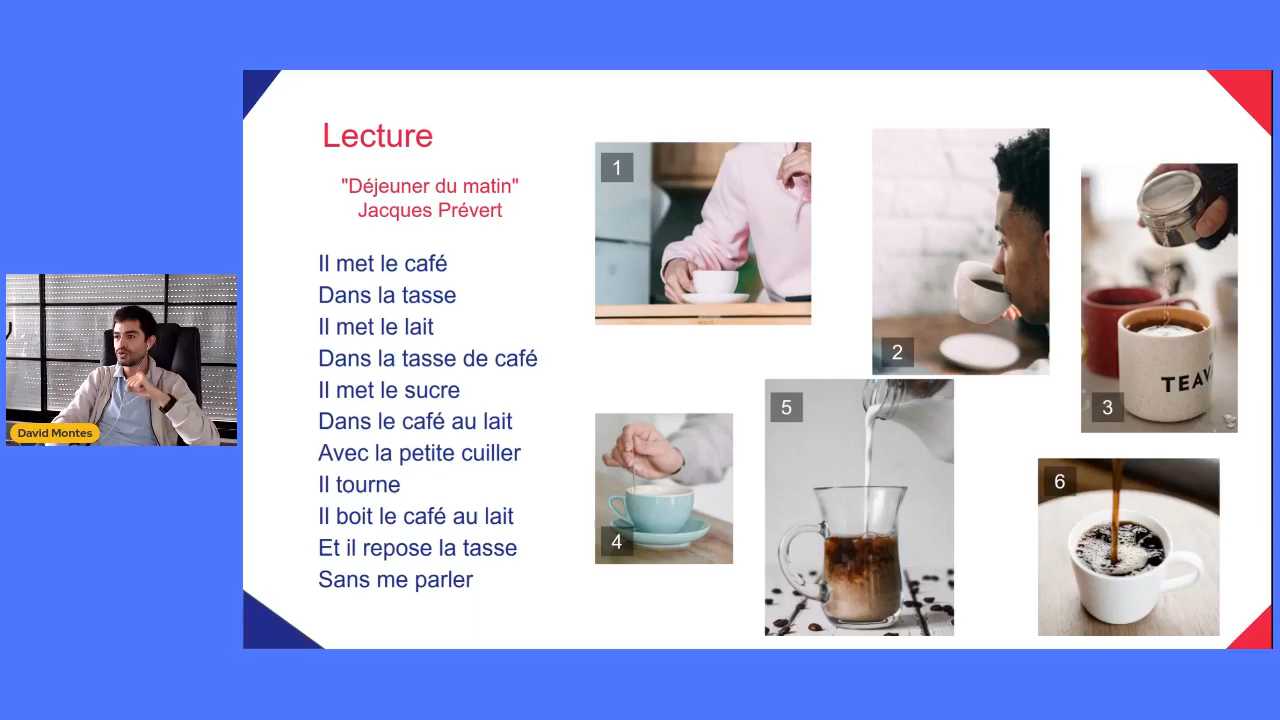 Lecture
"Déjeuner du matin"
Jacques Prévert
Il met le café
Dans la tasse
Il met le lait
Dans la tasse de café
Il met le sucre
Dans le café au lait
Avec la petite cuiller
Il tourne
Il boit le café au lait
Et il repose la tasse
Sans me parler
1
2
3
TEAV
4
5
6
David Montes